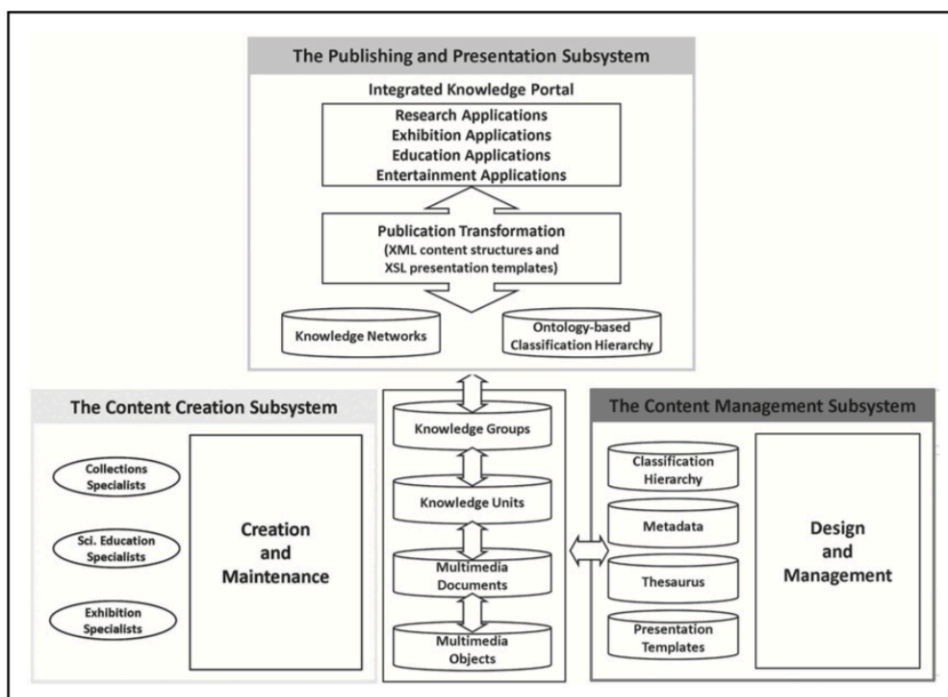 The Publishing and Presentation Subsystem
Integrated Knowledge Portal
Research Applications
Exhibition Applications
Education Applications
Entertainment Applications
Publication Transformation
(XML content structures and
XSL presentation templates)
Knowledge Networks
Ontology-based
Classification Hierarchy
The Content Creation Subsystem
Collections
Specialists
Sci. Education
Specialists
Exhibition
Specialists
Creation
and
Maintenance
Knowledge Groups
Knowledge Units
Multimedia
Documents
Multimedia
Objects
The Content Management Subsystem
Classification
Hierarchy
Metadata
Thesaurus
Presentation
Templates
Design
and
Management